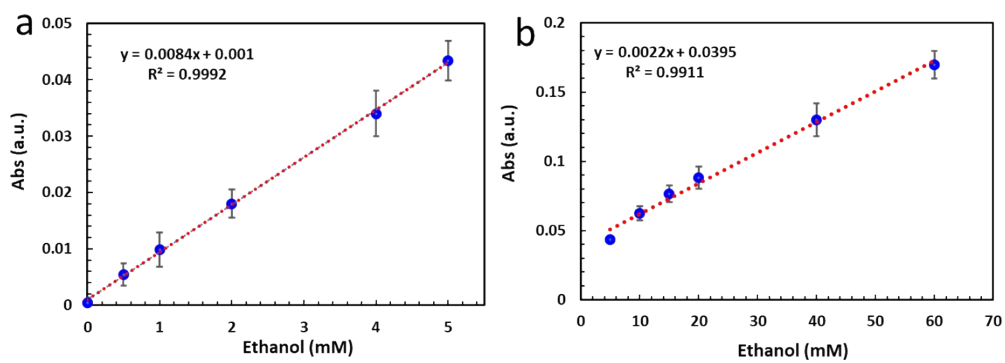 a
y = 0.0084x + 0.001
R² = 0.9992
0.05
0.04
0.03
0.02
0.01
0
Abs (a.u.)
0 1 2 3 4 5
Ethanol (mM)
b
y = 0.0022x + 0.0395
R² = 0.9911
0.2
0.15
0.1
0.05
0
Abs (a.u.)
0 10 20 30 40 50 60 70
Ethanol (mM)